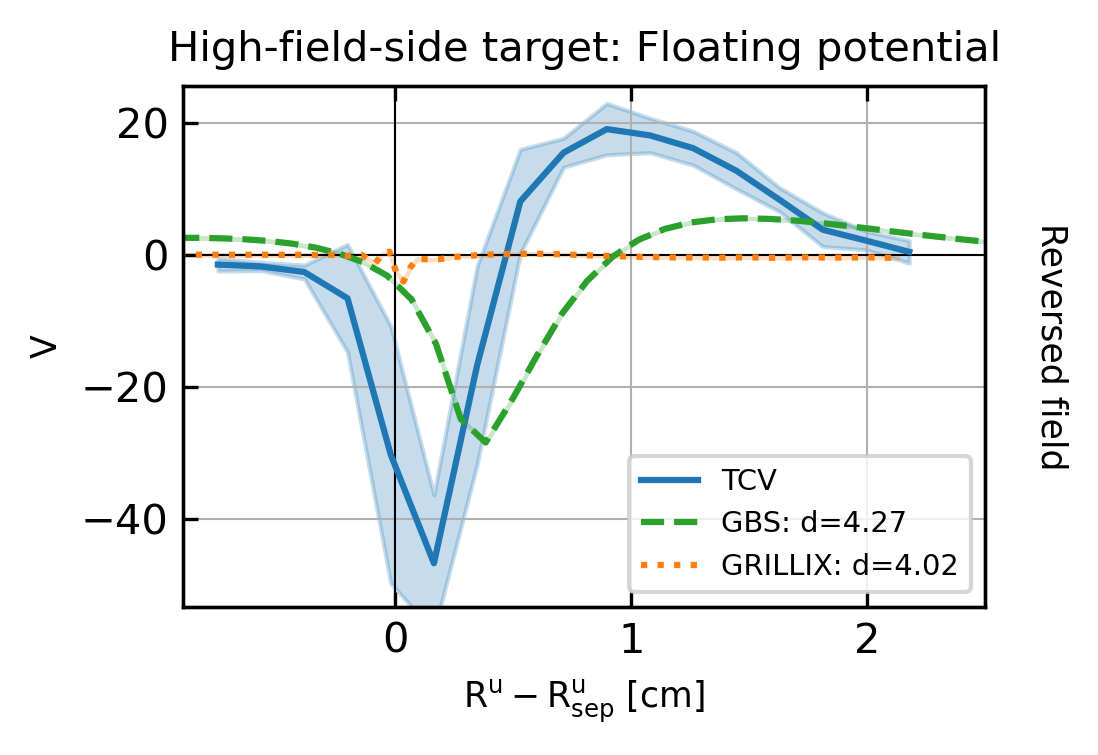 High-field-side target: Floating potential
20
0
−20
−40
V
Reversed field
TCV
GBS: d=4.27
GRILLIX: d=4.02
0 1 2
Rᵘ − Rᵘsep [cm]